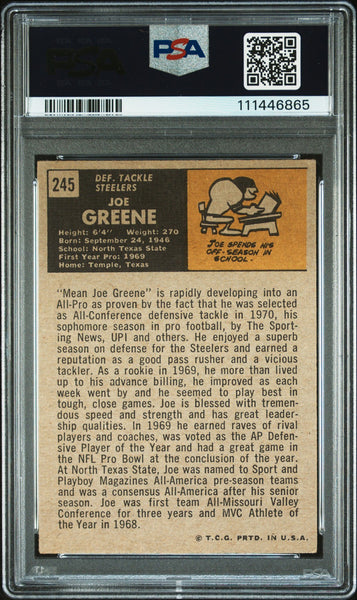 PSA
PSA
111446865
245
DEF. TACKLE
STEELERS
JOE
GREENE
Height: 6'4" Weight: 270
Born: September 24, 1946
School: North Texas State
First Year Pro: 1969
Home: Temple, Texas
JOE SPENDS HIS
OFF-SEASON IN
SCHOOL.
"Mean Joe Greene" is rapidly developing into an
All-Pro as proven bv the fact that he was selected
as All-Conference defensive tackle in 1970, his
sophomore season in pro football, by The Sport-
ing News, UPI and others. He enjoyed a superb
season on defense for the Steelers and earned a
reputation as a good pass rusher and a vicious
tackler. As a rookie in 1969, he more than lived
up to his advance billing, he improved as each
week went by and he seemed to play best in
tough, close games. Joe is blessed with tremen-
dous speed and strength and has great leader-
ship qualities. In 1969 he earned raves of rival
players and coaches, was voted as the AP Defen-
sive Player of the Year and had a great game in
the NFL Pro Bowl at the conclusion of the year.
At North Texas State, Joe was named to Sport and
Playboy Magazines All-America pre-season teams
and was a consensus All-America after his senior
season. Joe was first team All-Missouri Valley
Conference for three years and MVC Athlete of
the Year in 1968.
© T.C.G. PRTD. IN U.S.A.